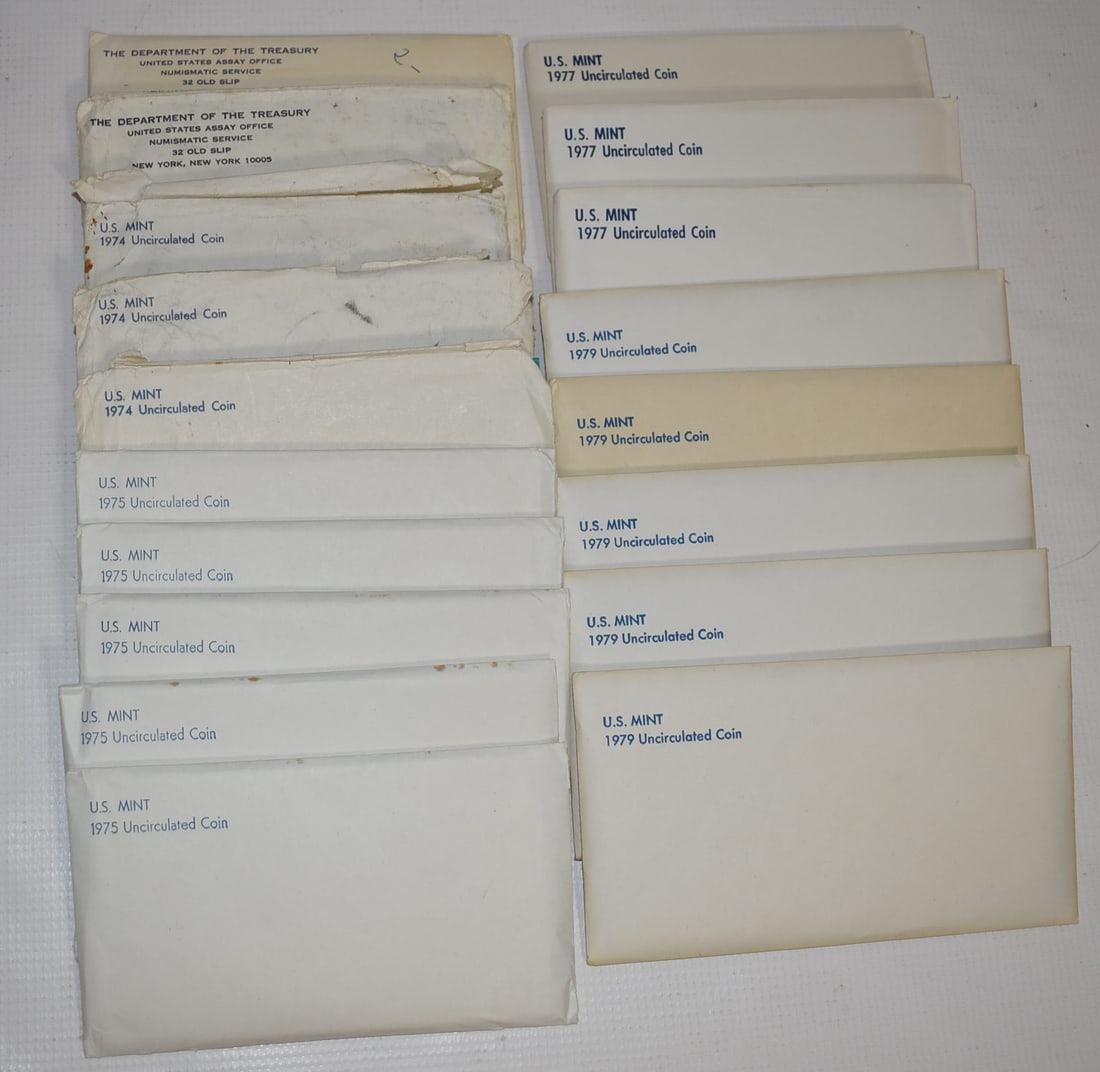 THE DEPARTMENT OF THE TREASURY
UNITED STATES ASSAY OFFICE
NUMISMATIC SERVICE
32 OLD SLIP
THE DEPARTMENT OF THE TREASURY
UNITED STATES ASSAY OFFICE
NUMISMATIC SERVICE
32 OLD SLIP
NEW YORK, NEW YORK 10005
U.S. MINT
1974 Uncirculated Coin
U.S. MINT
1974 Uncirculated Coin
U.S. MINT
1974 Uncirculated Coin
U.S. MINT
1975 Uncirculated Coin
U.S. MINT
1975 Uncirculated Coin
U.S. MINT
1975 Uncirculated Coin
U.S. MINT
1975 Uncirculated Coin
U.S. MINT
1975 Uncirculated Coin
U.S. MINT
1977 Uncirculated Coin
U.S. MINT
1977 Uncirculated Coin
U.S. MINT
1977 Uncirculated Coin
U.S. MINT
1979 Uncirculated Coin
U.S. MINT
1979 Uncirculated Coin
U.S. MINT
1979 Uncirculated Coin
U.S. MINT
1979 Uncirculated Coin
U.S. MINT
1979 Uncirculated Coin